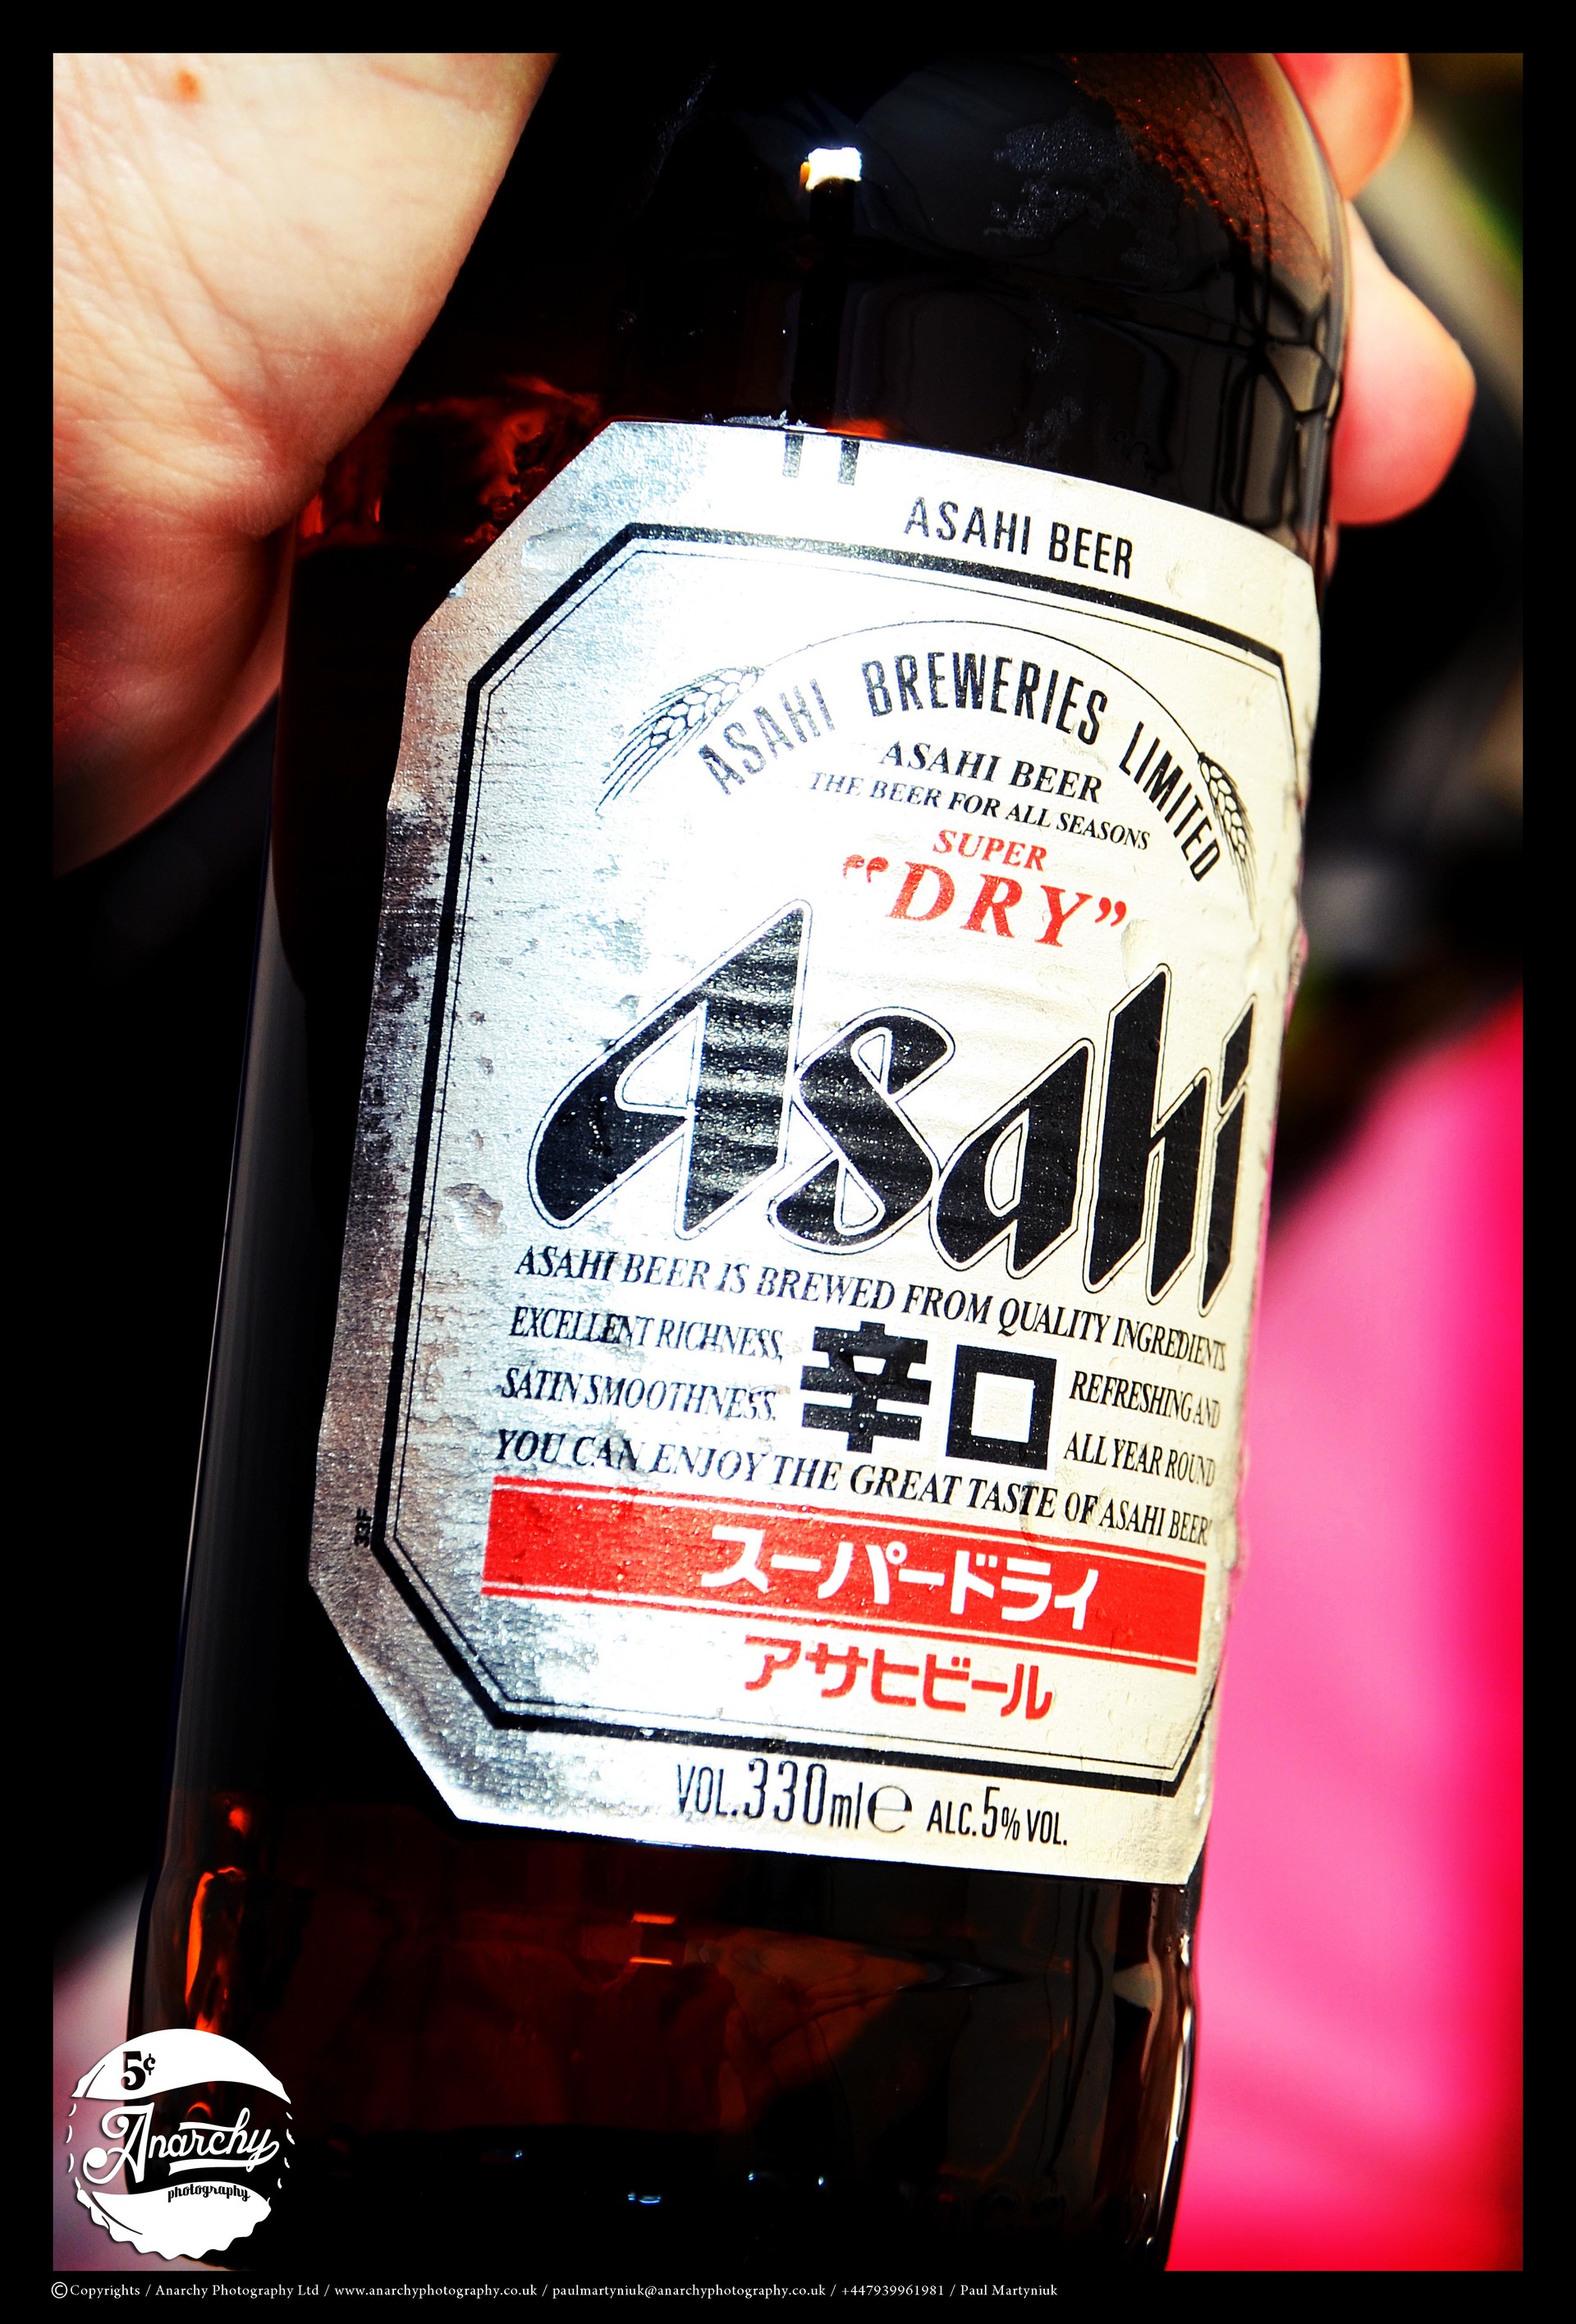 ASAHI BEER
ASAHI BREWERIES LIMITED
ASAHI BEER
THE BEER FOR ALL SEASONS
SUPER
"DRY"
Asahi
ASAHI BEER IS BREWED FROM QUALITY INGREDIENTS
EXCELLENT RICHNESS,
SATIN SMOOTHNESS.
辛口
REFRESHING AND
ALL YEAR ROUND
YOU CAN ENJOY THE GREAT TASTE OF ASAHI BEER!
スーパードライ
アサヒビール
33F
VOL.330ml℮ ALC.5% VOL.
5¢
Anarchy
photography
©Copyrights / Anarchy Photography Ltd / www.anarchyphotography.co.uk / paulmartyniuk@anarchyphotography.co.uk / +447939961981 / Paul Martyniuk